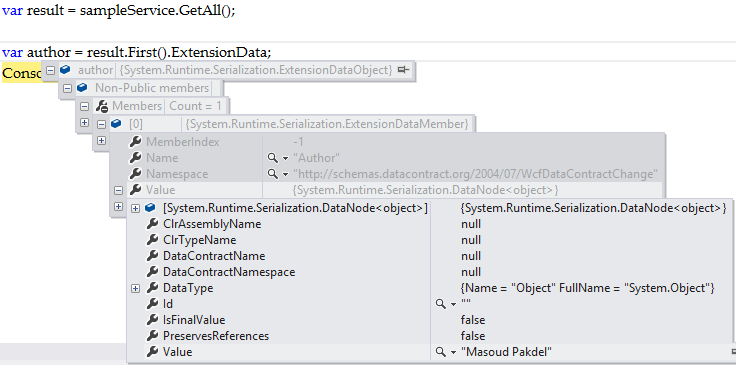 var result = sampleService.GetAll();
var author = result.First().ExtensionData;
Consc author {System.Runtime.Serialization.ExtensionDataObject}
Non-Public members
Members Count = 1
[0] {System.Runtime.Serialization.ExtensionDataMember}
MemberIndex -1
Name "Author"
Namespace "http://schemas.datacontract.org/2004/07/WcfDataContractChange"
Value {System.Runtime.Serialization.DataNode<object>}
[System.Runtime.Serialization.DataNode<object>] {System.Runtime.Serialization.DataNode<object>}
ClrAssemblyName null
ClrTypeName null
DataContractName null
DataContractNamespace null
DataType {Name = "Object" FullName = "System.Object"}
Id ""
IsFinalValue false
PreservesReferences false
Value "Masoud Pakdel"